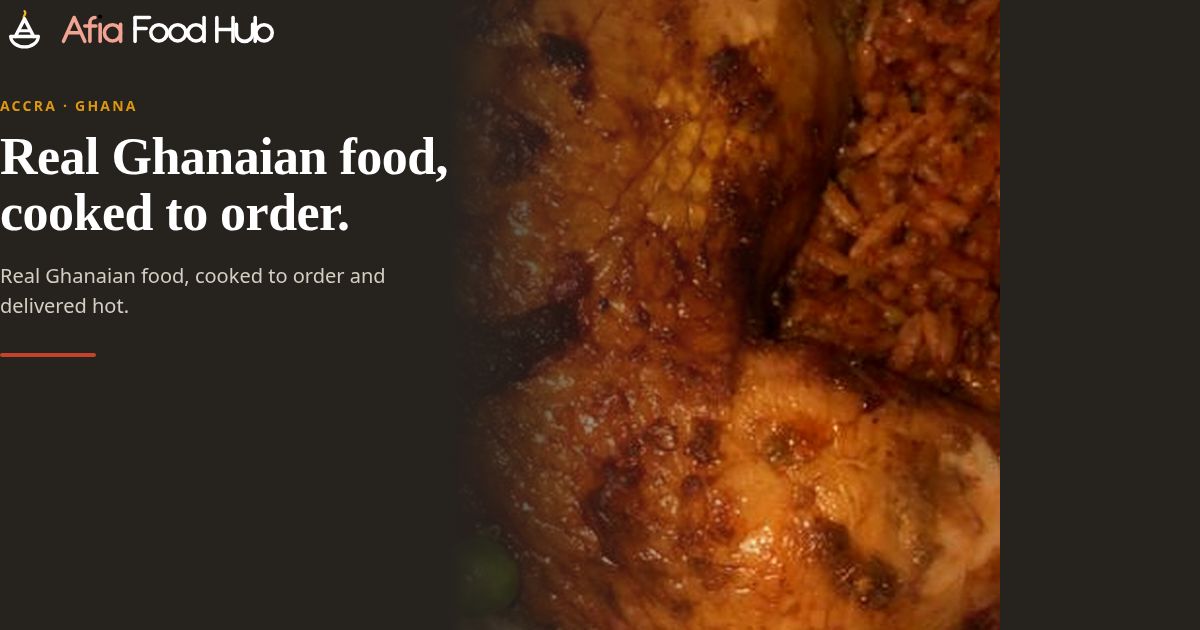 Afia Food Hub
ACCRA · GHANA
Real Ghanaian food,
cooked to order.
Real Ghanaian food, cooked to order and
delivered hot.